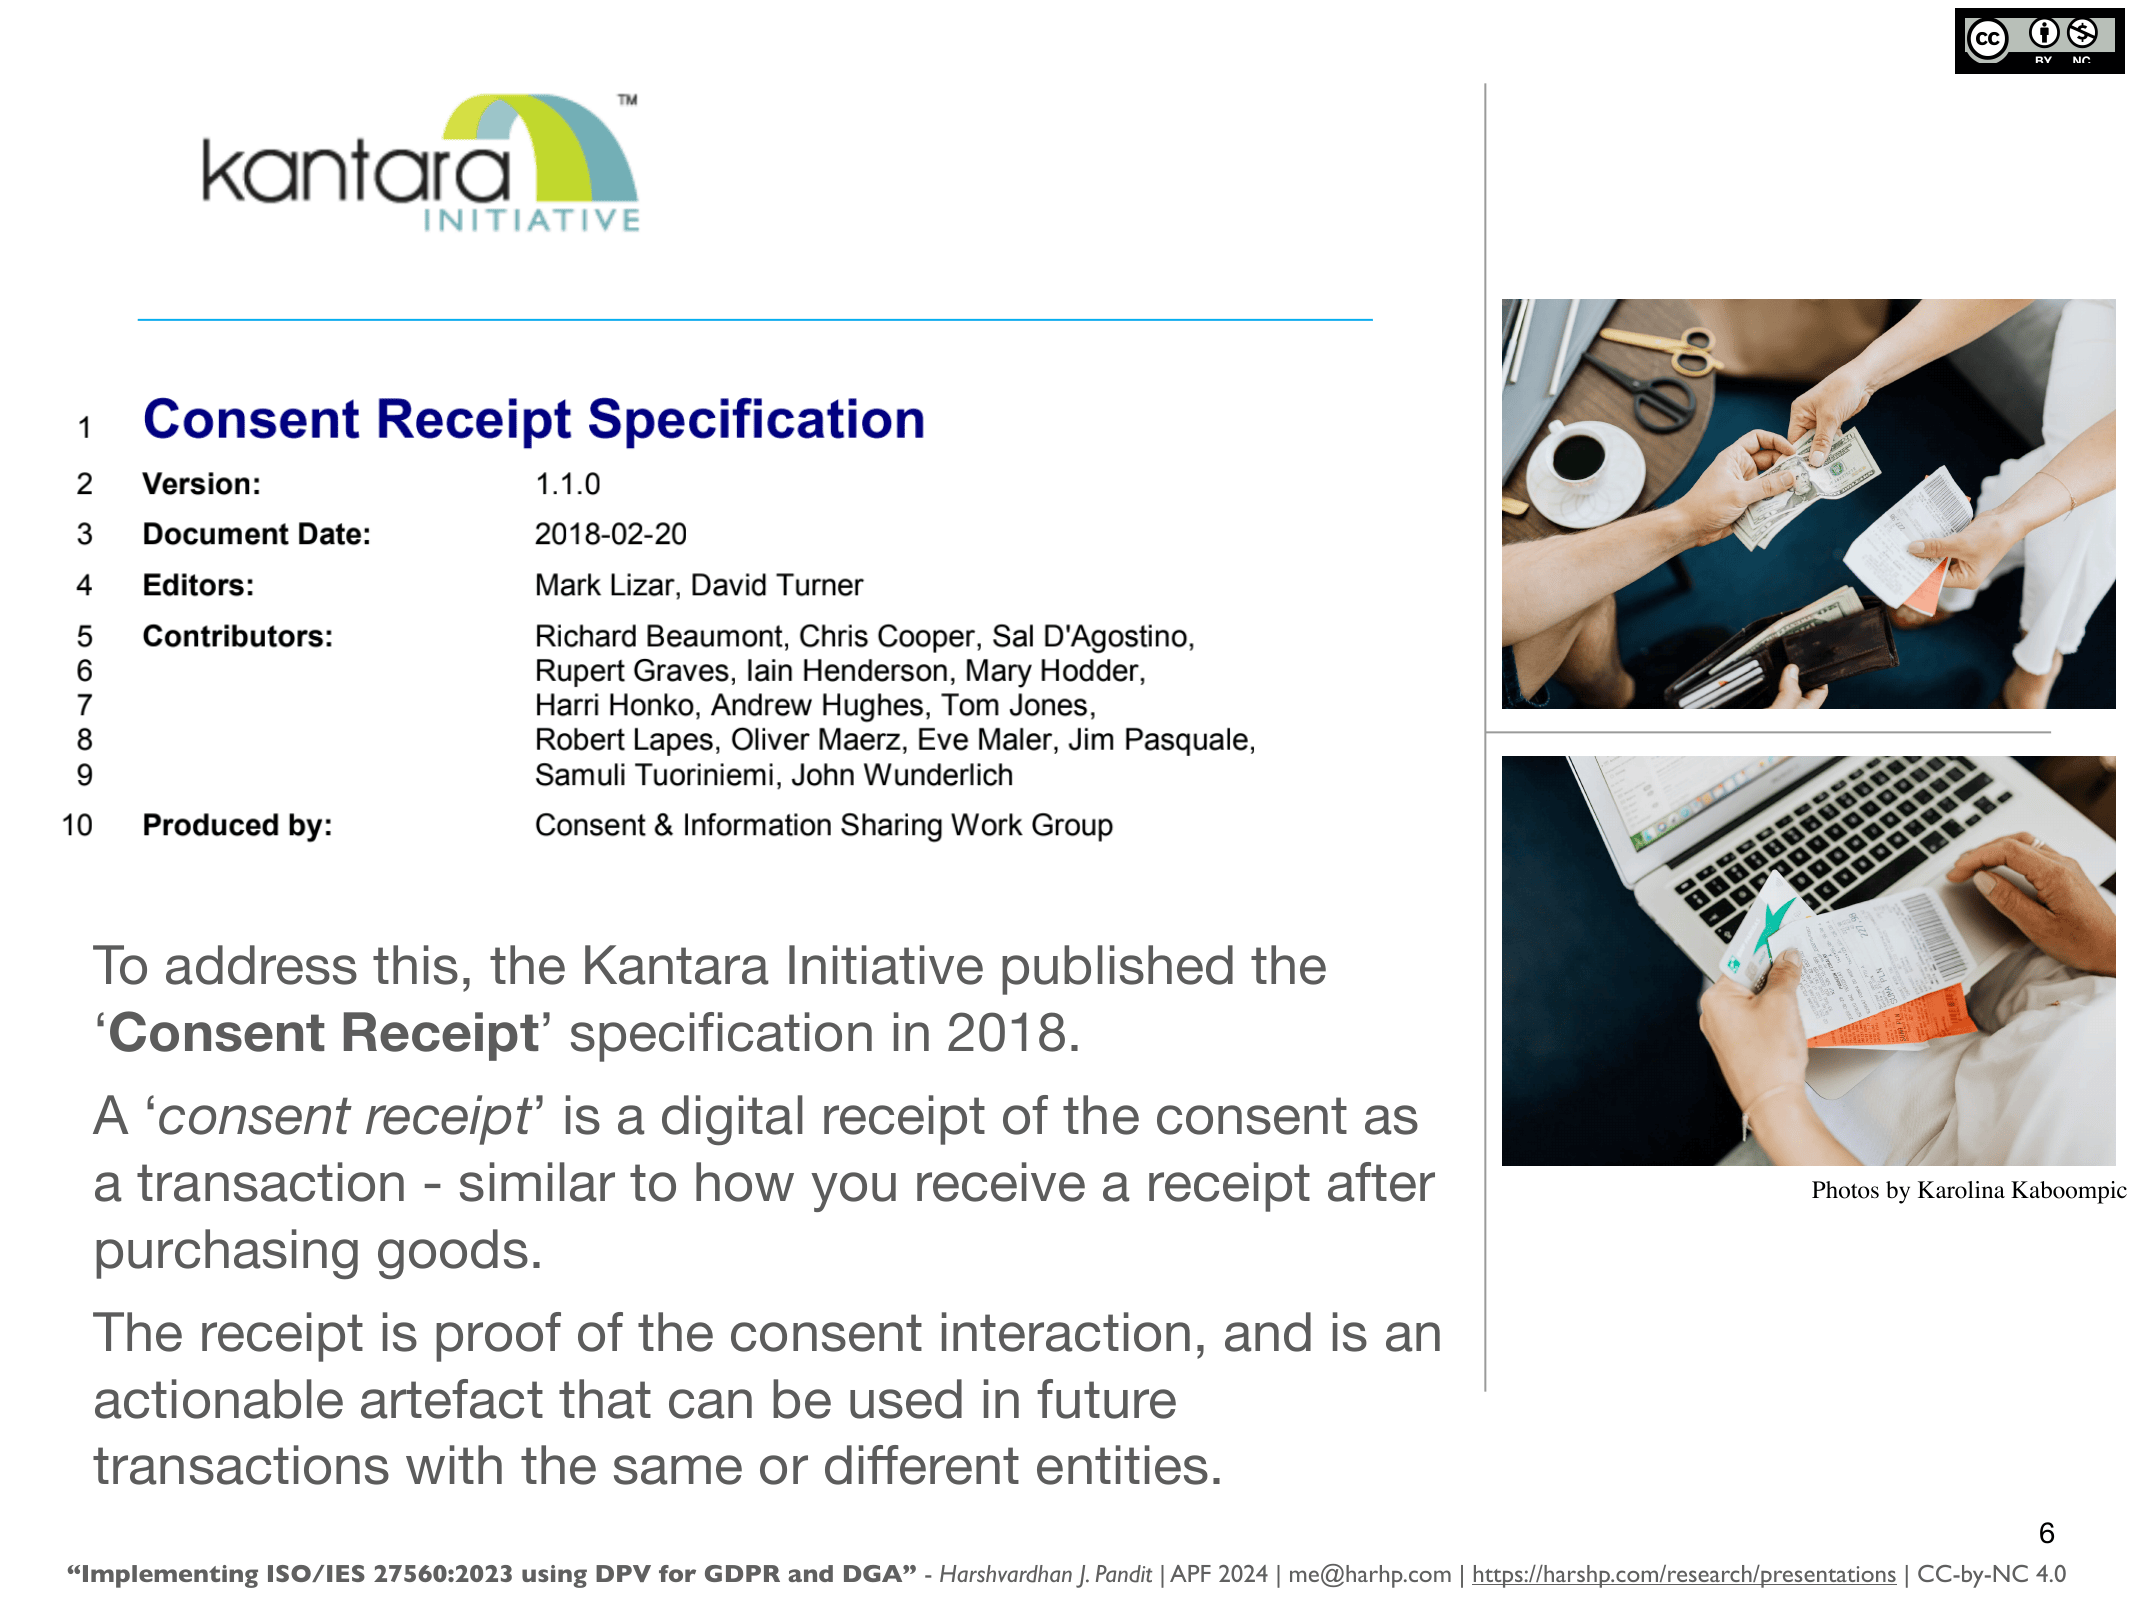 CC BY NC
kantara
TM
INITIATIVE
1 Consent Receipt Specification
2 Version: 1.1.0
3 Document Date: 2018-02-20
4 Editors: Mark Lizar, David Turner
5 Contributors: Richard Beaumont, Chris Cooper, Sal D'Agostino,
6 Rupert Graves, Iain Henderson, Mary Hodder,
7 Harri Honko, Andrew Hughes, Tom Jones,
8 Robert Lapes, Oliver Maerz, Eve Maler, Jim Pasquale,
9 Samuli Tuoriniemi, John Wunderlich
10 Produced by: Consent & Information Sharing Work Group
To address this, the Kantara Initiative published the
‘Consent Receipt’ specification in 2018.
A ‘consent receipt’ is a digital receipt of the consent as
a transaction - similar to how you receive a receipt after
purchasing goods.
The receipt is proof of the consent interaction, and is an
actionable artefact that can be used in future
transactions with the same or different entities.
Photos by Karolina Kaboompic
6
“Implementing ISO/IES 27560:2023 using DPV for GDPR and DGA” - Harshvardhan J. Pandit | APF 2024 | me@harhp.com | https://harshp.com/research/presentations | CC-by-NC 4.0